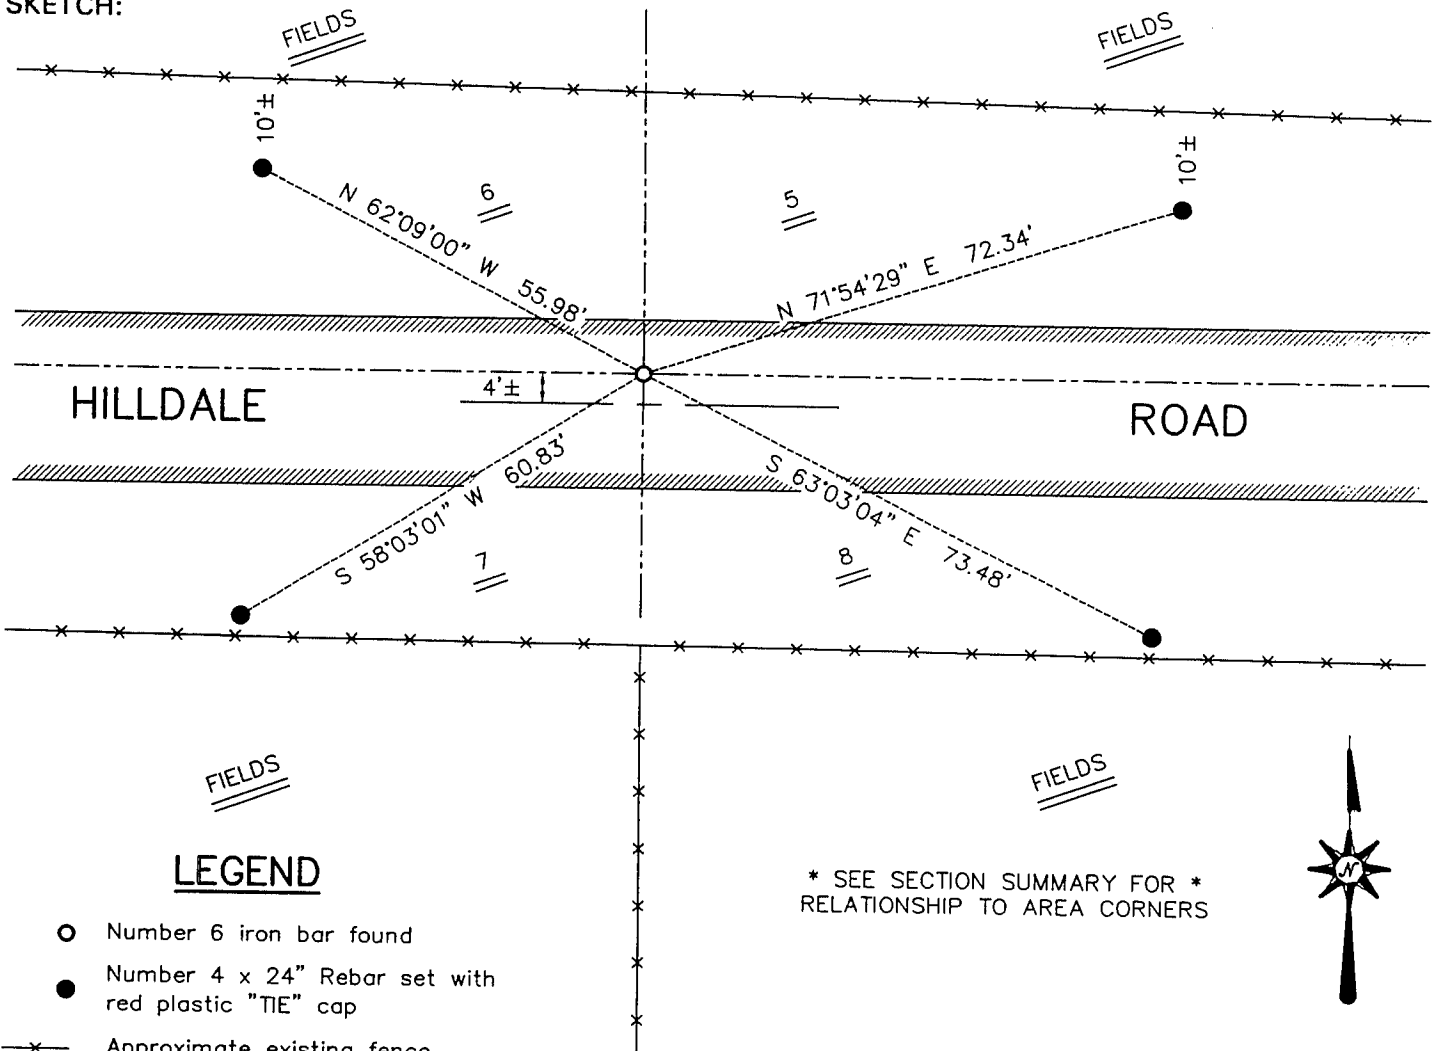 SKETCH:
FIELDS
FIELDS
10'±
10'±
6
5
N 62°09'00" W 55.98'
N 71°54'29" E 72.34'
4'±
HILLDALE ROAD
S 58°03'01" W 60.83'
S 63°03'04" E 73.48'
7
8
FIELDS
FIELDS
LEGEND
Number 6 iron bar found
Number 4 x 24" Rebar set with
red plastic "TIE" cap
Approximate existing fence
* SEE SECTION SUMMARY FOR *
RELATIONSHIP TO AREA CORNERS
N